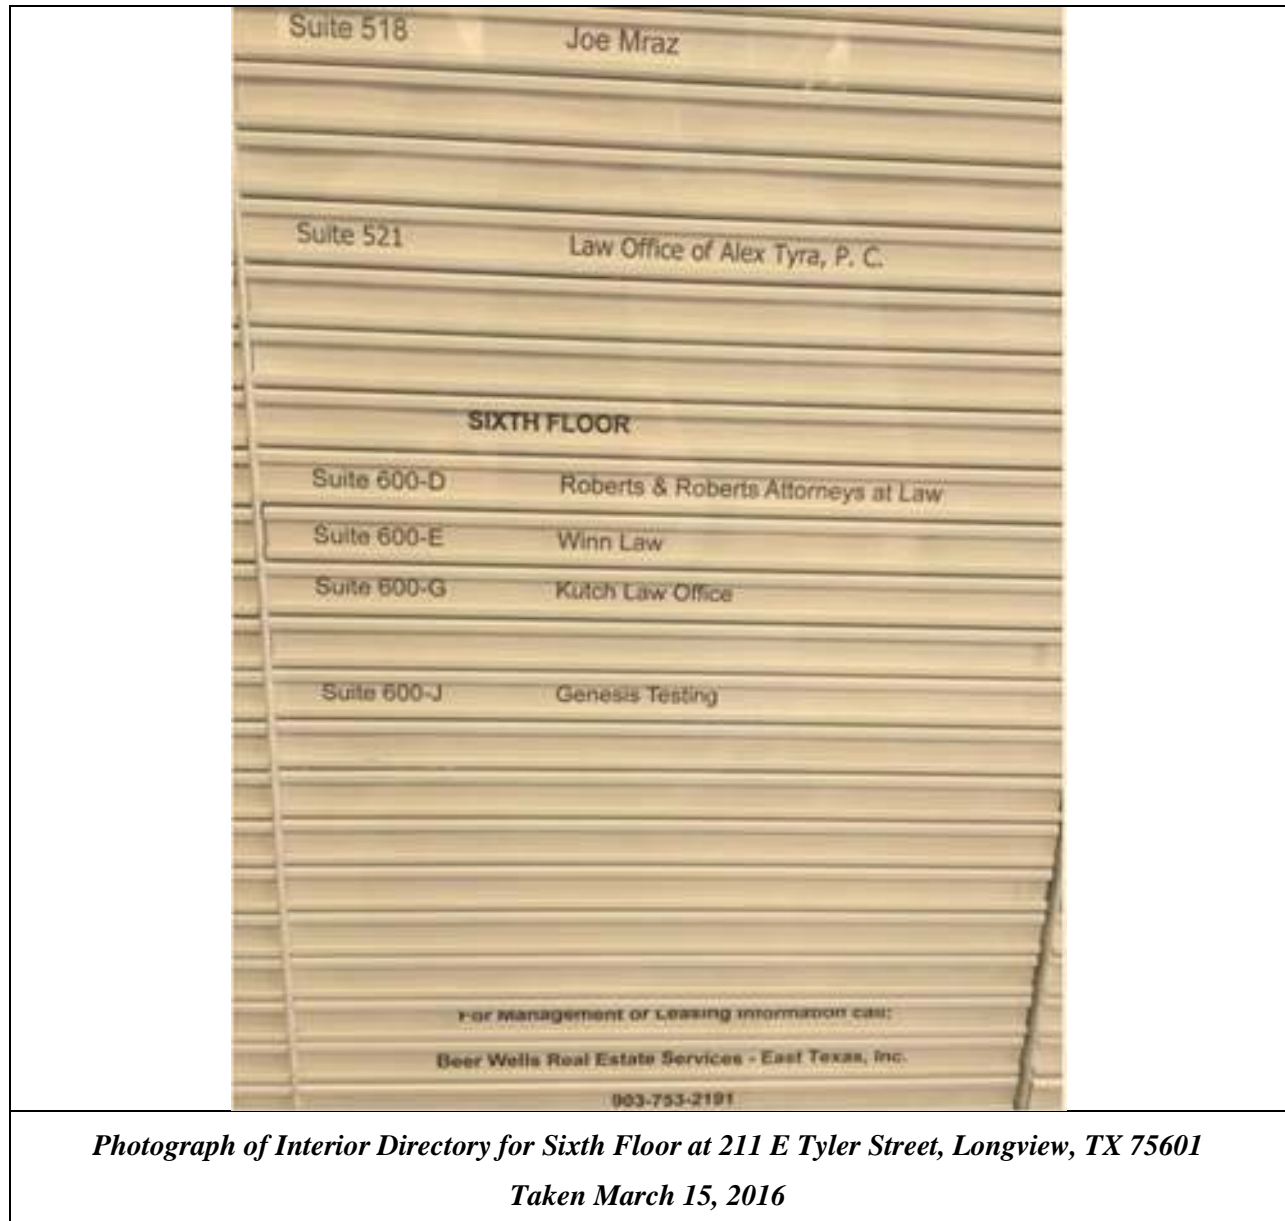 Suite 518 Joe Mraz
Suite 521 Law Office of Alex Tyra, P. C.
SIXTH FLOOR
Suite 600-D Roberts & Roberts Attorneys at Law
Suite 600-E Winn Law
Suite 600-G Kutch Law Office
Suite 600-J Genesis Testing
For Management or Leasing Information call:
Beer Wells Real Estate Services - East Texas, Inc.
903-753-2191
Photograph of Interior Directory for Sixth Floor at 211 E Tyler Street, Longview, TX 75601
Taken March 15, 2016